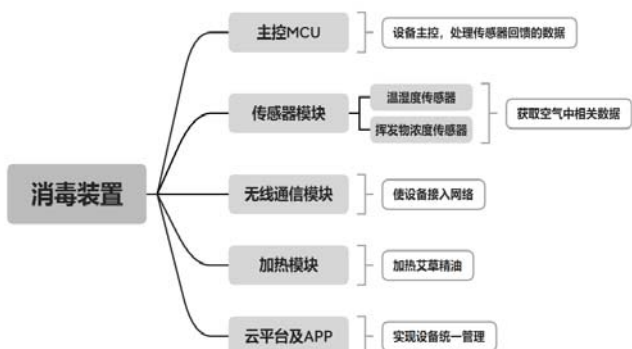 主控MCU
设备主控，处理传感器回馈的数据
温湿度传感器
传感器模块
获取空气中相关数据
挥发物浓度传感器
消毒装置
无线通信模块
使设备接入网络
加热模块
加热艾草精油
云平台及APP
实现设备统一管理